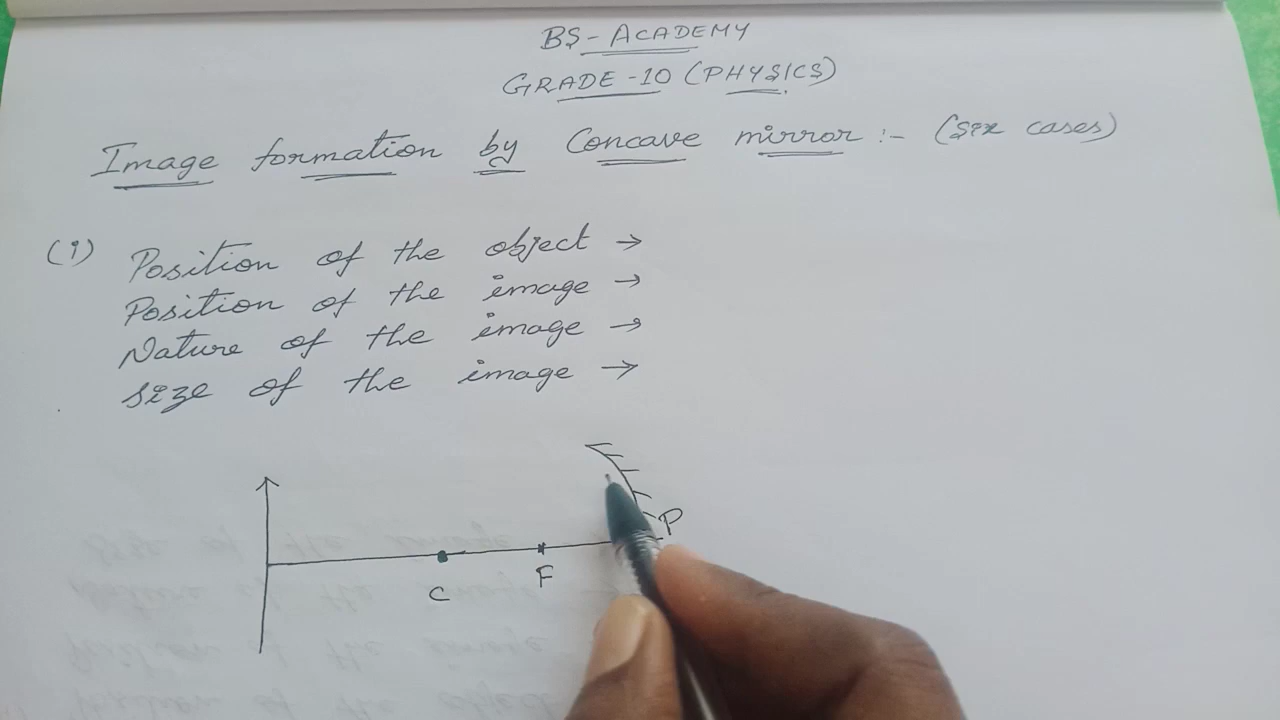 BS-ACADEMY
GRADE-10 (PHYSICS)
Image formation by Concave mirror :- (Six cases)
(i) Position of the object →
Position of the image →
Nature of the image →
size of the image →
P
C F